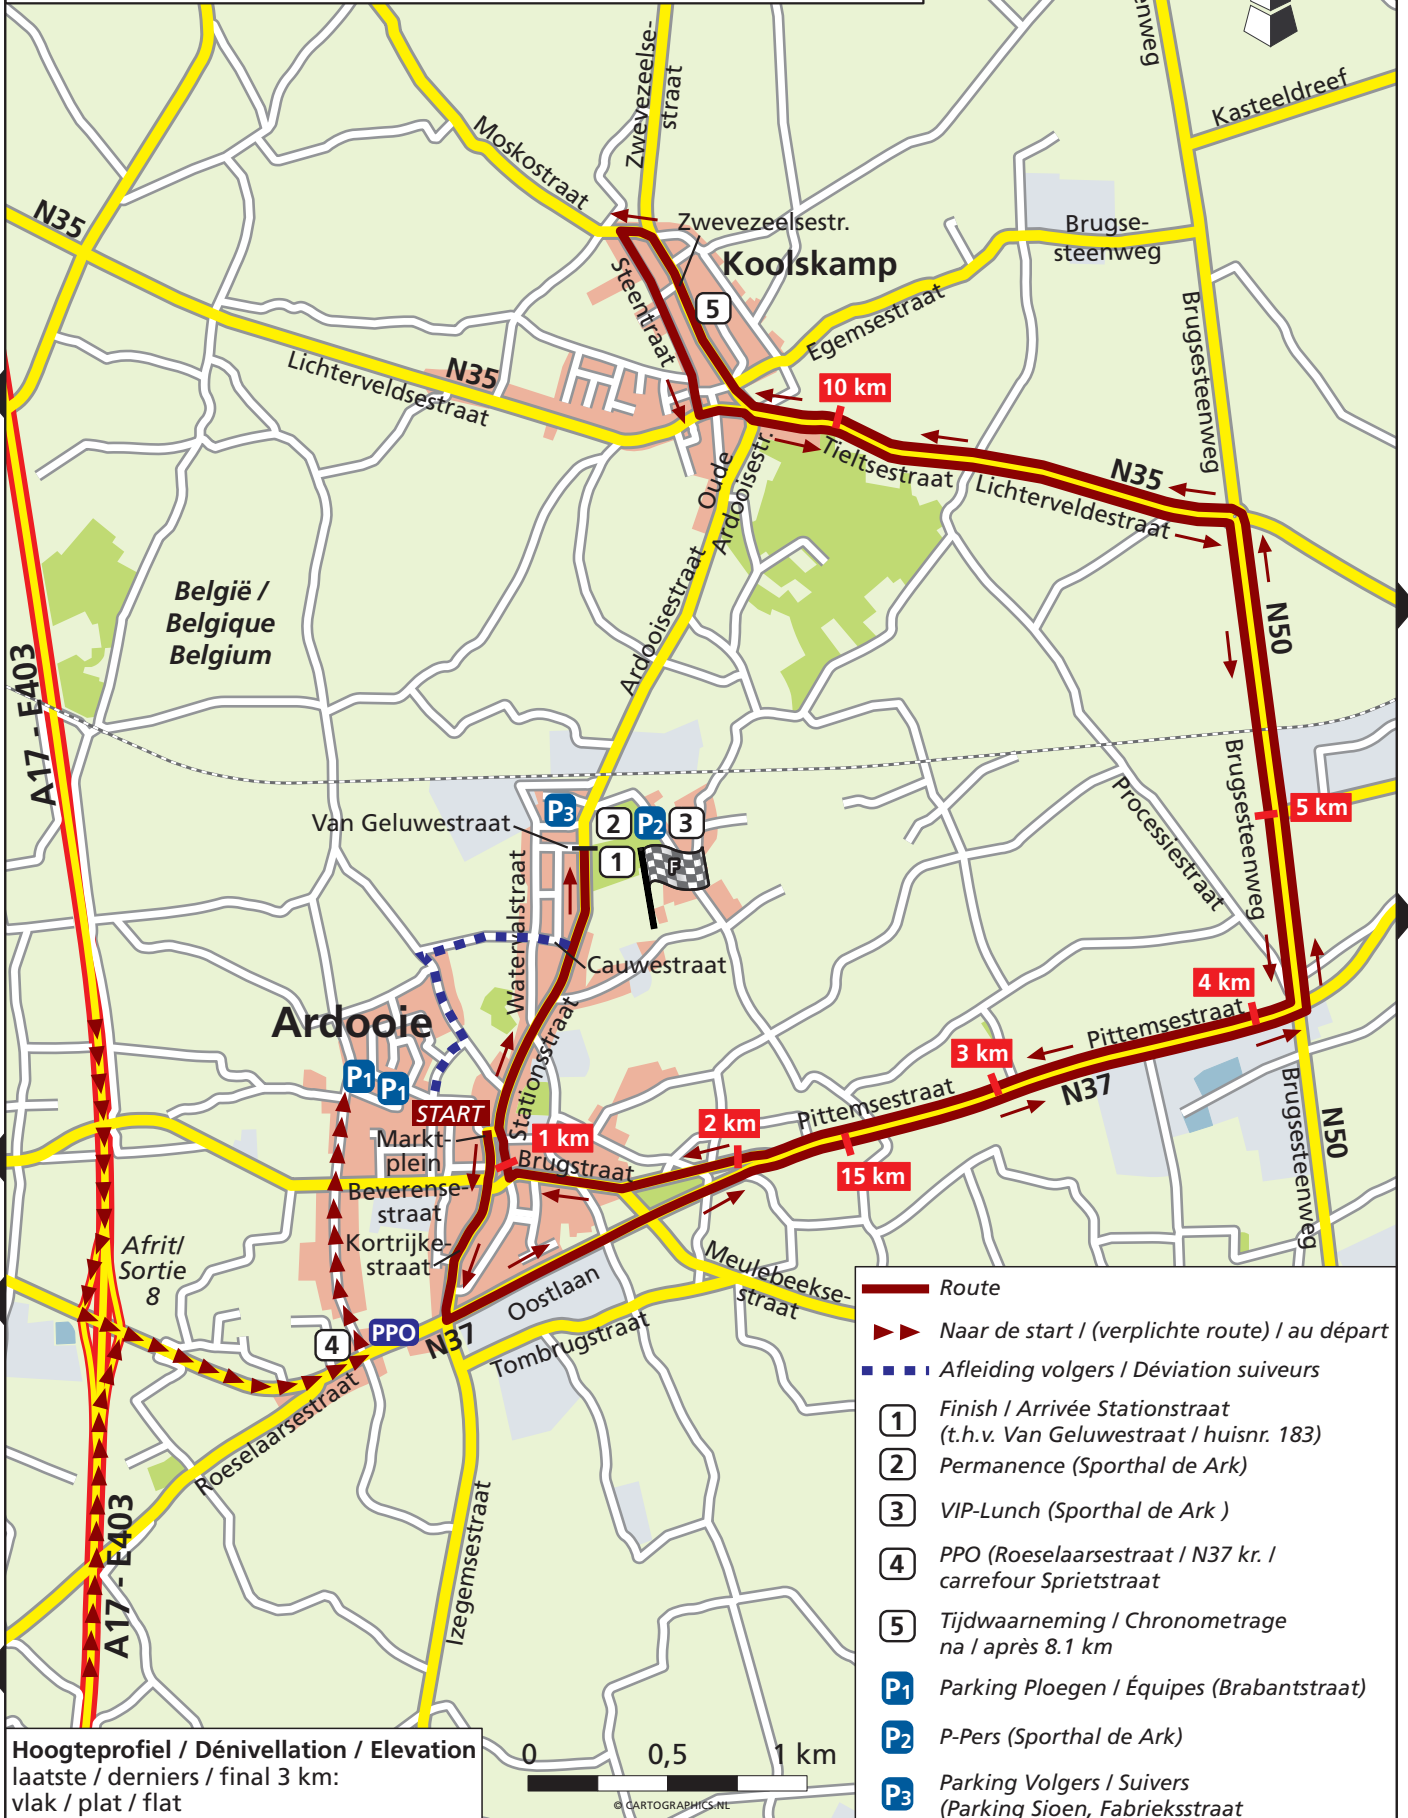 enweg
Kasteeldreef
Zwevezeelse-
straat
Moskostraat
N35
Zwevezeelsestr.
Koolskamp
Brugse-
steenweg
Steentraat
5
Egemsestraat
Brugsesteenweg
Lichterveldsestraat
N35
10 km
Tieltsestraat
N35
Lichterveldestraat
Oude
Ardooisestr.
Ardooisestraat
België /
Belgique
Belgium
N50
A17 - E403
Brugsesteenweg
Processiestraat
5 km
Van Geluwestraat
P3
2
P2
3
1
F
Watervalstraat
Cauwestraat
Ardooie
Stationsstraat
4 km
Pittemsestraat
3 km
N37
P1
P1
START
Markt-
plein
1 km
Brugstraat
2 km
Pittemsestraat
15 km
Brugsesteenweg
N50
Beverense-
straat
Kortrijke-
straat
Afrit/
Sortie
8
Oostlaan
Meulebeekse-
straat
4
PPO
N37
Tombrugstraat
Roeselaarsestraat
A17 - E403
Izegemsestraat
Route
Naar de start / (verplichte route) / au départ
Afleiding volgers / Déviation suiveurs
1
Finish / Arrivée Stationstraat
(t.h.v. Van Geluwestraat / huisnr. 183)
2
Permanence (Sporthal de Ark)
3
VIP-Lunch (Sporthal de Ark )
4
PPO (Roeselaarsestraat / N37 kr. /
carrefour Sprietstraat
5
Tijdwaarneming / Chronometrage
na / après 8.1 km
P1
Parking Ploegen / Équipes (Brabantstraat)
P2
P-Pers (Sporthal de Ark)
P3
Parking Volgers / Suivers
(Parking Sioen, Fabrieksstraat
Hoogteprofiel / Dénivellation / Elevation
laatste / derniers / final 3 km:
vlak / plat / flat
0 0,5 1 km
© CARTOGRAPHICS.NL